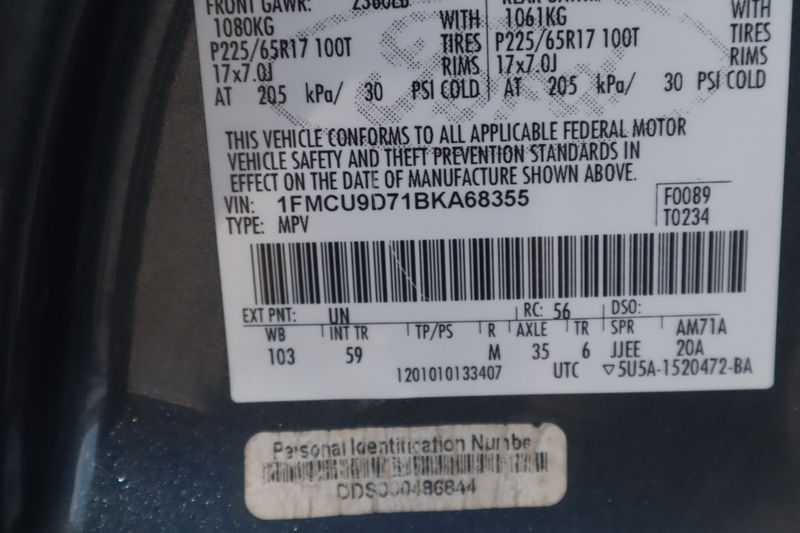 FRONT GAWR: 2380LB
1080KG WITH 1061KG WITH
P225/65R17 100T TIRES P225/65R17 100T TIRES
17x7.0J RIMS 17x7.0J RIMS
AT 205 kPa/ 30 PSI COLD AT 205 kPa/ 30 PSI COLD
THIS VEHICLE CONFORMS TO ALL APPLICABLE FEDERAL MOTOR
VEHICLE SAFETY AND THEFT PREVENTION STANDARDS IN
EFFECT ON THE DATE OF MANUFACTURE SHOWN ABOVE.
VIN: 1FMCU9D71BKA68355 F0089
TYPE: MPV T0234
EXT PNT: UN RC: 56 DSO:
WB INT TR TP/PS R AXLE TR SPR AM71A
103 59 M 35 6 JJEE 20A
1201010133407 UTC ▽5U5A-1520472-BA
Personal Identification Numbe